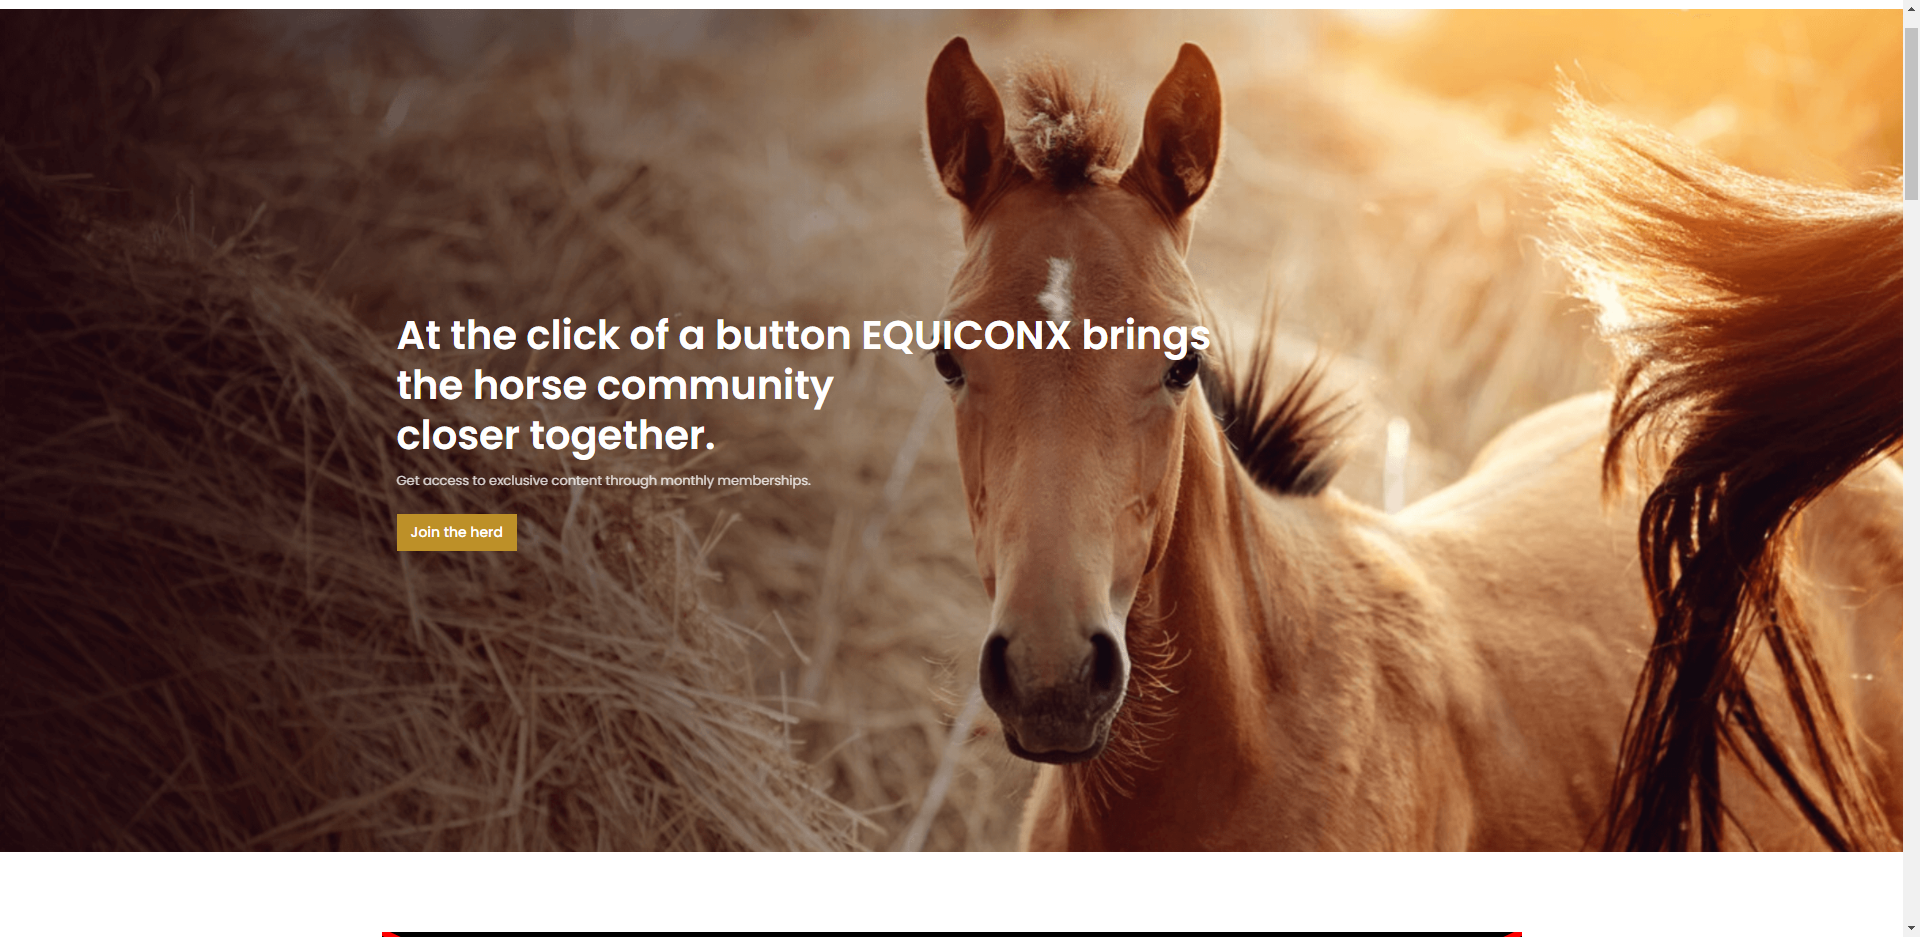 At the click of a button EQUICONX brings
the horse community
closer together.
Get access to exclusive content through monthly memberships.
Join the herd